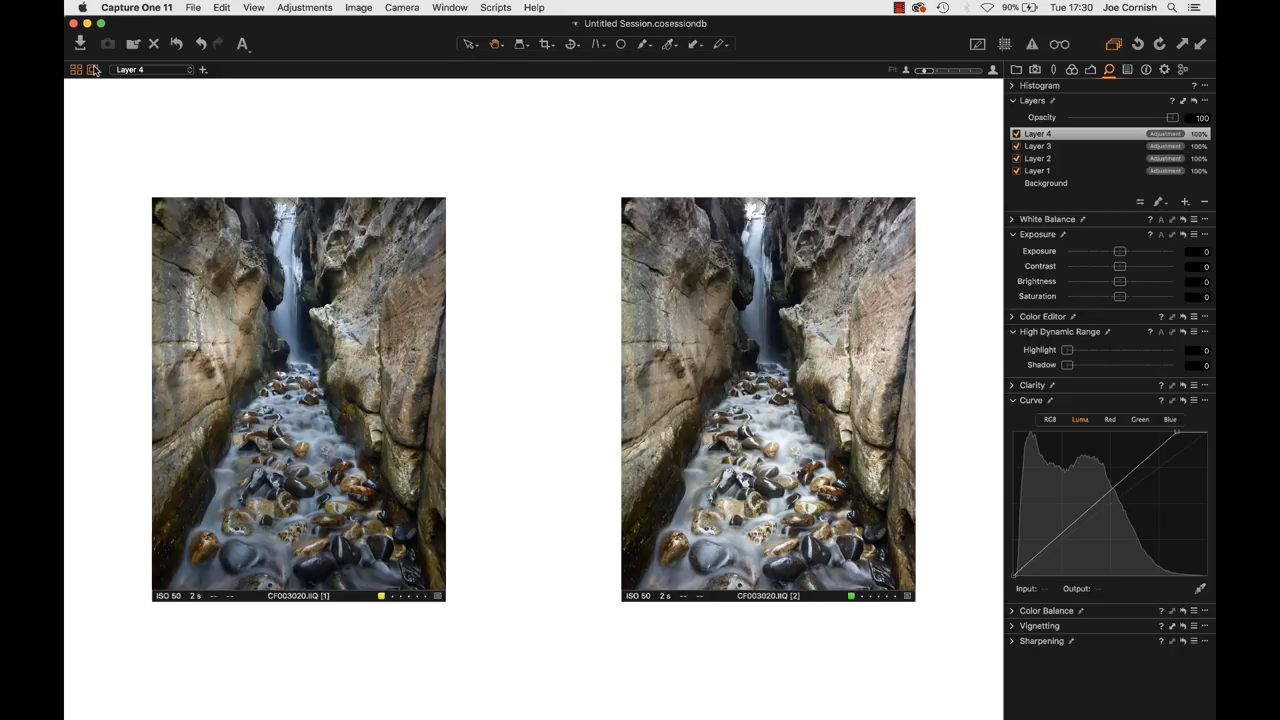 Capture One 11 File Edit View Adjustments Image Camera Window Scripts Help 90% Tue 17:30 Joe Cornish
Untitled Session.cosessiondb
Layer 4 Fit
Histogram ?
Layers ?
Opacity 100
Layer 4 Adjustment 100%
Layer 3 Adjustment 100%
Layer 2 Adjustment 100%
Layer 1 Adjustment 100%
Background
White Balance ? A
Exposure ? A
Exposure 0
Contrast 0
Brightness 0
Saturation 0
Color Editor ?
High Dynamic Range ? A
Highlight 0
Shadow 0
Clarity ?
Curve ?
RGB Luma Red Green Blue
Input: -- Output: --
ISO 50 2 s -- -- CF003020.IIQ [1]
ISO 50 2 s -- -- CF003020.IIQ [2]
Color Balance ?
Vignetting ?
Sharpening ?